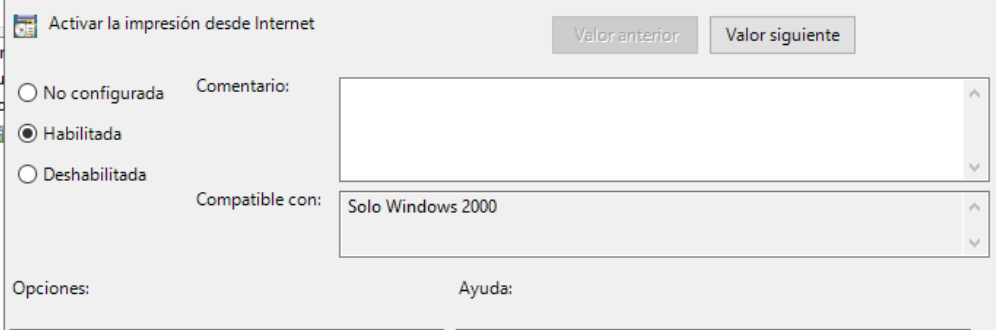 Activar la impresión desde Internet
Valor anterior
Valor siguiente
No configurada
Comentario:
Habilitada
Deshabilitada
Compatible con:
Solo Windows 2000
Opciones:
Ayuda: